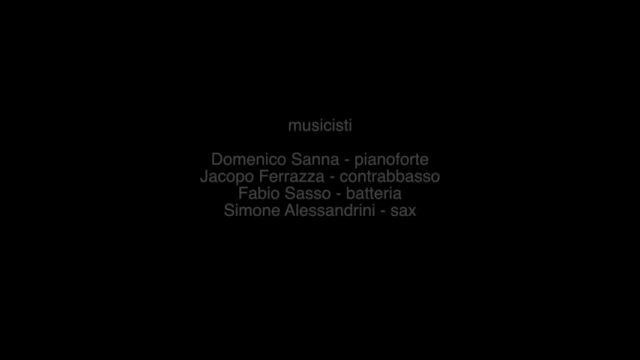 musicisti
Domenico Sanna - pianoforte
Jacopo Ferrazza - contrabbasso
Fabio Sasso - batteria
Simone Alessandrini - sax